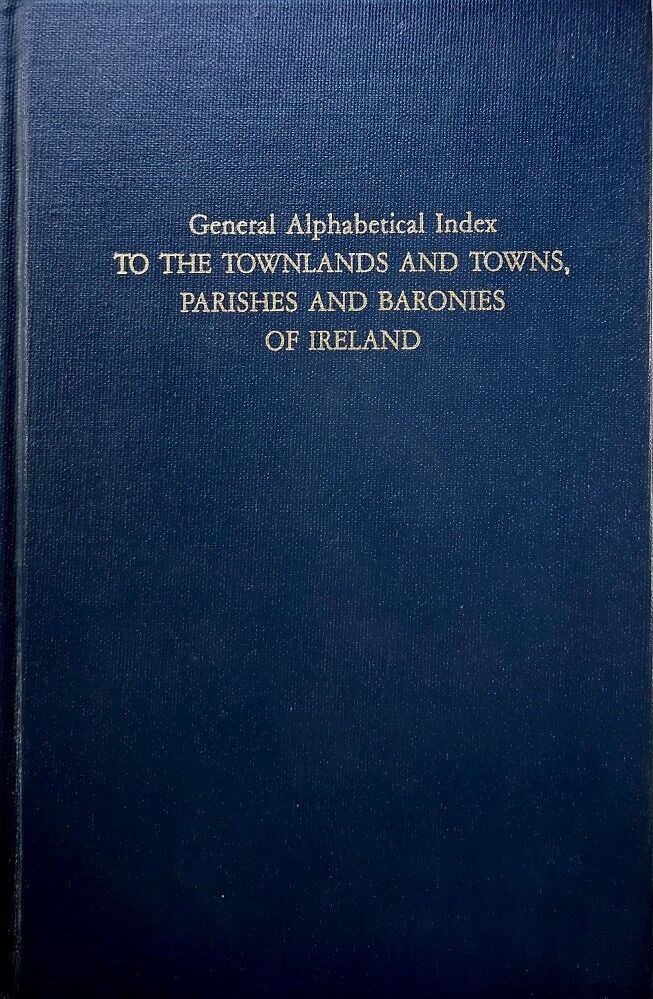 General Alphabetical Index
TO THE TOWNLANDS AND TOWNS,
PARISHES AND BARONIES
OF IRELAND